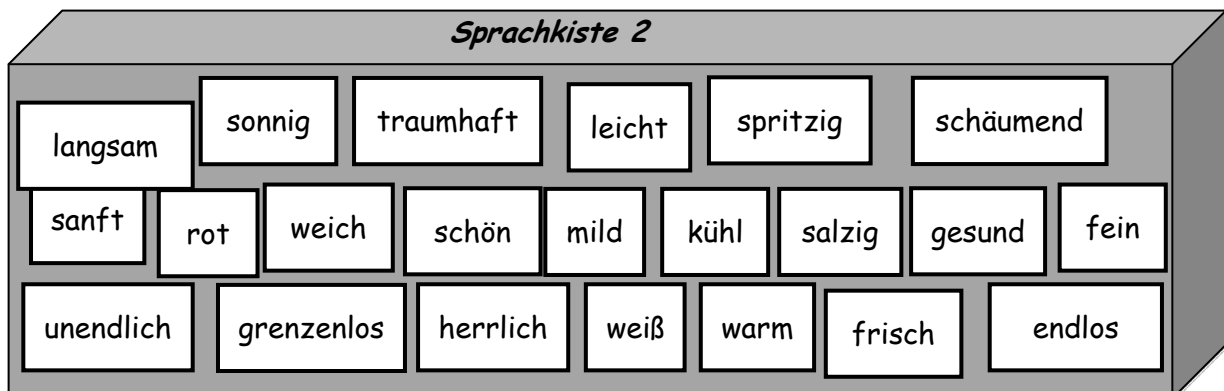 Sprachkiste 2
langsam sonnig traumhaft leicht spritzig schäumend
sanft rot weich schön mild kühl salzig gesund fein
unendlich grenzenlos herrlich weiß warm frisch endlos